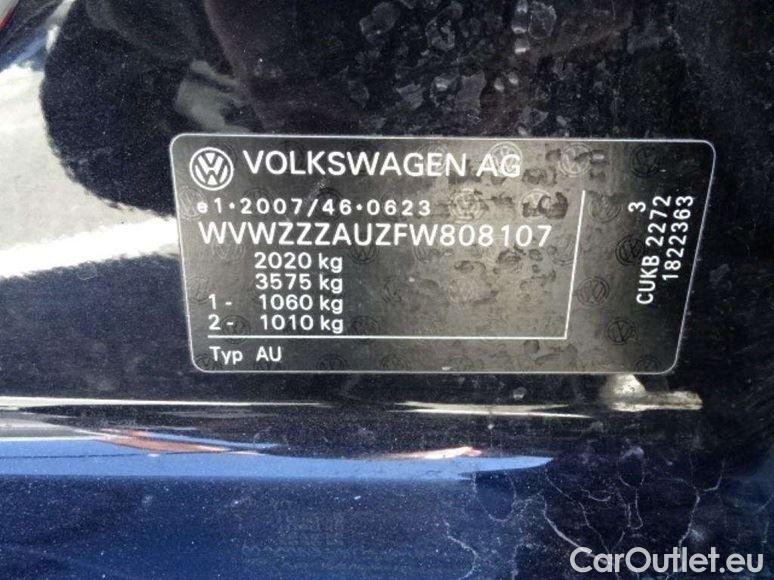 VOLKSWAGEN AG
e1*2007/46*0623
WVWZZZAUZFW808107
2020 kg
3575 kg
1- 1060 kg
2- 1010 kg
Typ AU
3
CUKB 2272
1822363
CarOutlet.eu